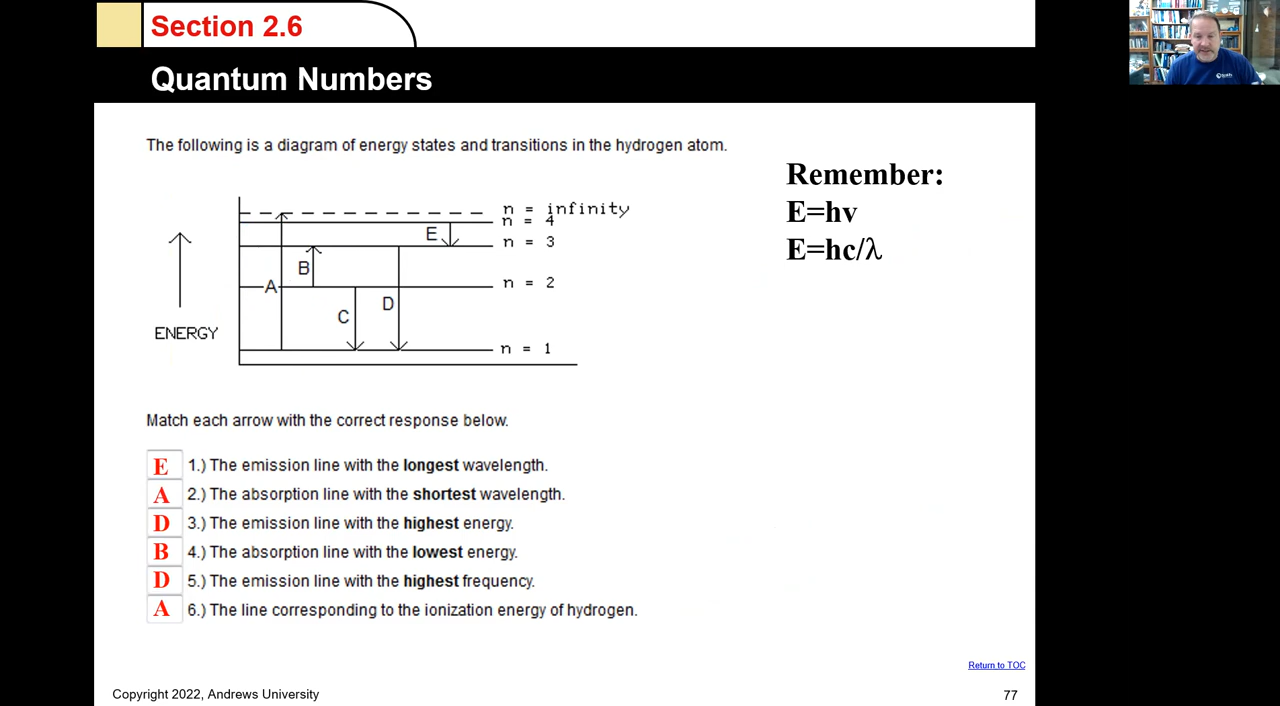 Section 2.6
Quantum Numbers
The following is a diagram of energy states and transitions in the hydrogen atom.
Remember:
E=hν
E=hc/λ
n = infinity
n = 4
E
n = 3
B
A
n = 2
D
C
ENERGY
n = 1
Match each arrow with the correct response below.
E 1.) The emission line with the longest wavelength.
A 2.) The absorption line with the shortest wavelength.
D 3.) The emission line with the highest energy.
B 4.) The absorption line with the lowest energy.
D 5.) The emission line with the highest frequency.
A 6.) The line corresponding to the ionization energy of hydrogen.
Return to TOC
Copyright 2022, Andrews University
77